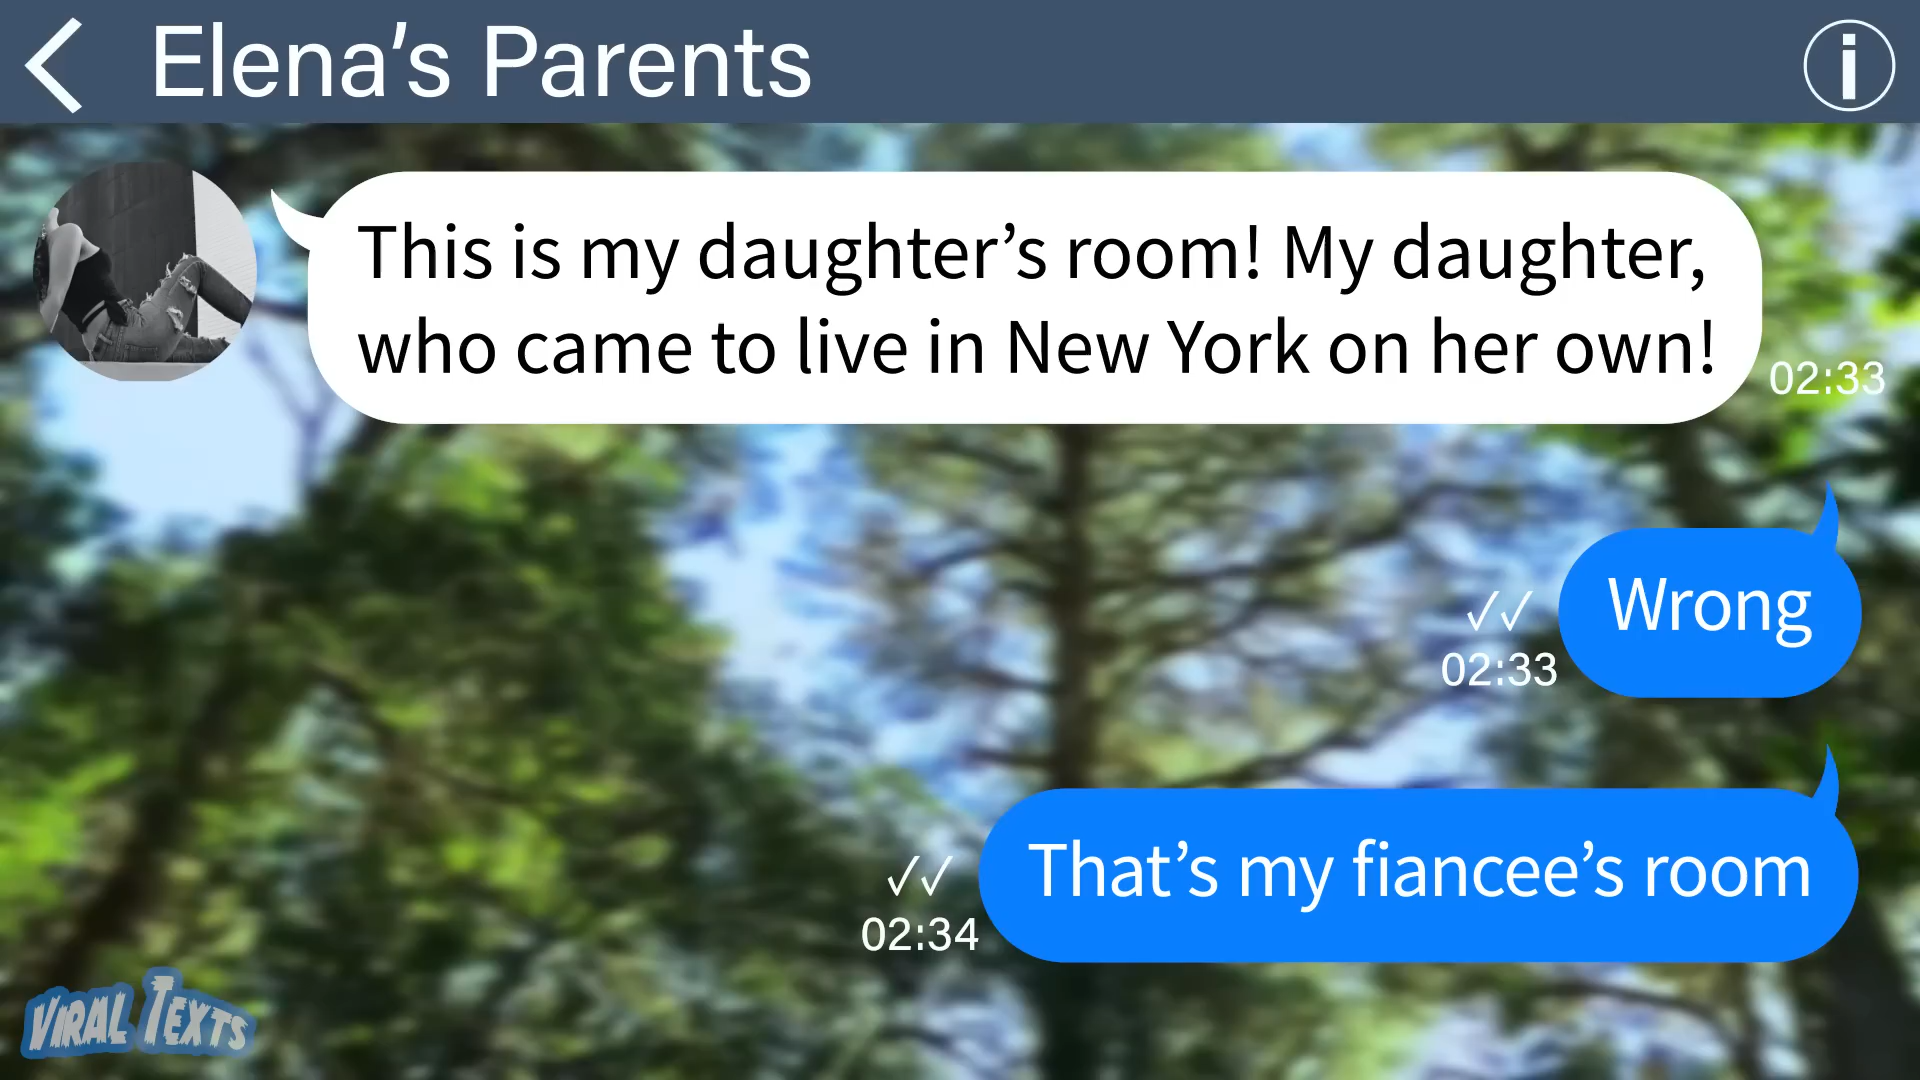 Elena’s Parents
This is my daughter’s room! My daughter,
who came to live in New York on her own!
02:33
Wrong
✓✓
02:33
That’s my fiancee’s room
✓✓
02:34
VIRAL TEXTS